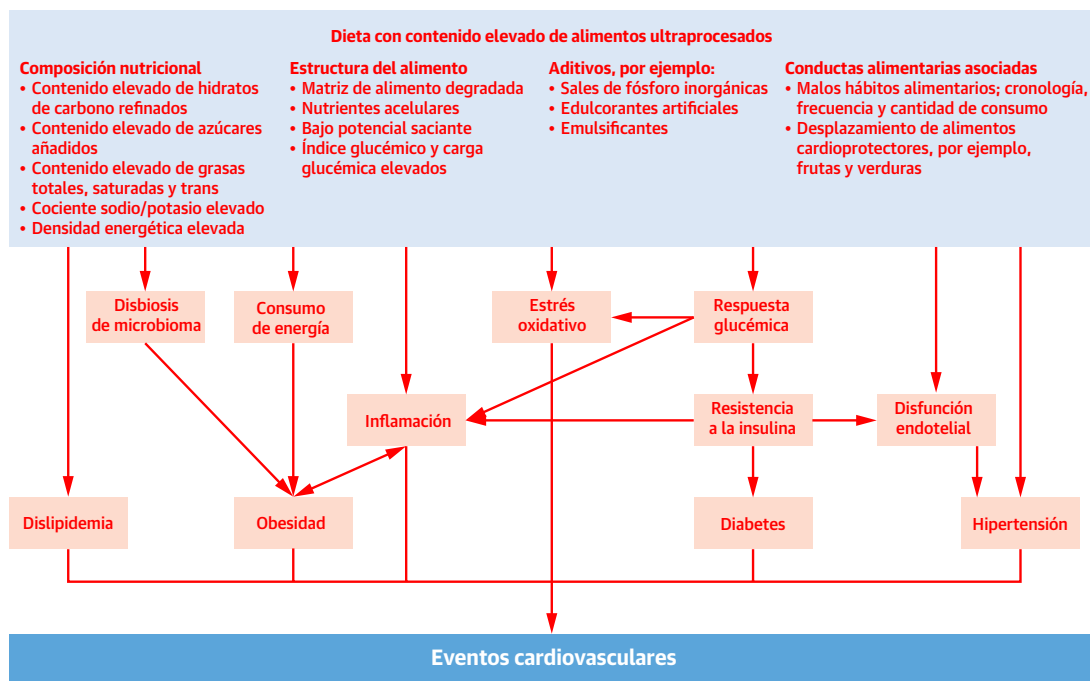 Dieta con contenido elevado de alimentos ultraprocesados
Composición nutricional
• Contenido elevado de hidratos
de carbono refinados
• Contenido elevado de azúcares
añadidos
• Contenido elevado de grasas
totales, saturadas y trans
• Cociente sodio/potasio elevado
• Densidad energética elevada
Estructura del alimento
• Matriz de alimento degradada
• Nutrientes acelulares
• Bajo potencial saciante
• Índice glucémico y carga
glucémica elevados
Aditivos, por ejemplo:
• Sales de fósforo inorgánicas
• Edulcorantes artificiales
• Emulsificantes
Conductas alimentarias asociadas
• Malos hábitos alimentarios; cronología,
frecuencia y cantidad de consumo
• Desplazamiento de alimentos
cardioprotectores, por ejemplo,
frutas y verduras
Disbiosis
de microbioma
Consumo
de energía
Estrés
oxidativo
Respuesta
glucémica
Inflamación
Resistencia
a la insulina
Disfunción
endotelial
Dislipidemia
Obesidad
Diabetes
Hipertensión
Eventos cardiovasculares